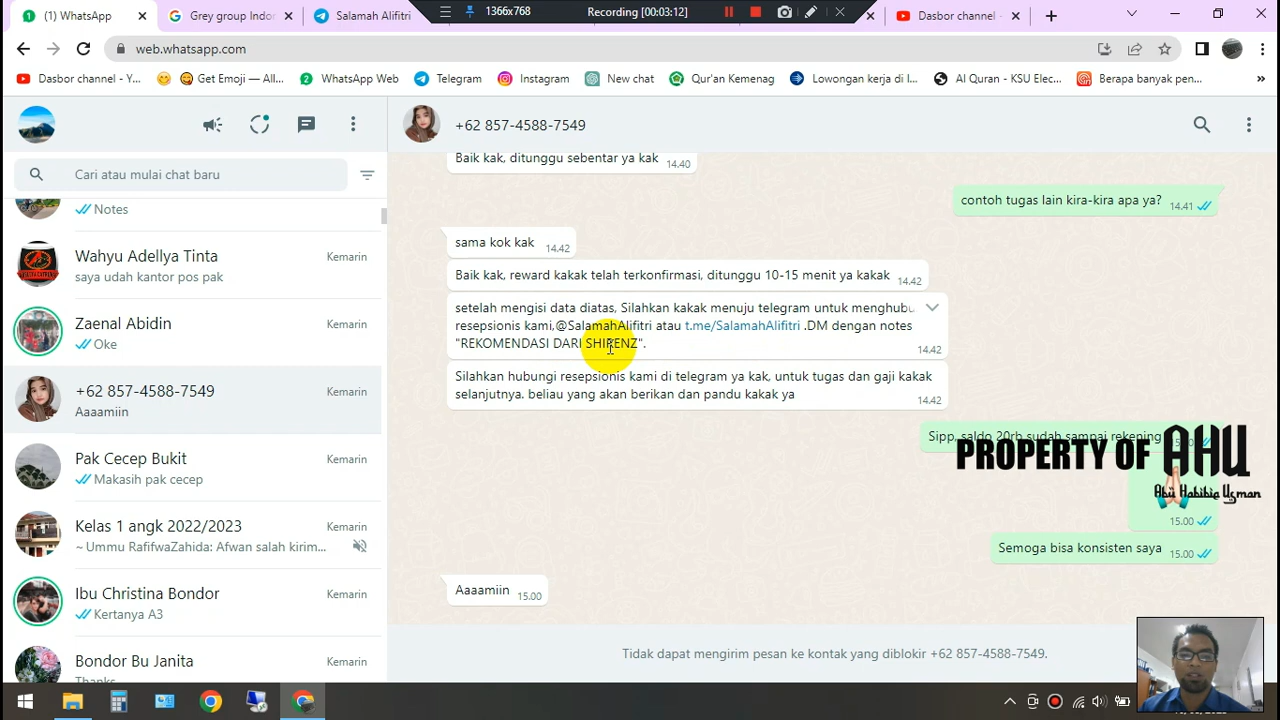 WhatsApp
Grey group Indor
Telegram
Salamah Alifitri
1366x768
Recording [00:03:12]
Dasbor channel -
web.whatsapp.com
Dasbor channel - Y...
Get Emoji — All...
WhatsApp Web
Telegram
Instagram
New chat
Qur'an Kemenag
Lowongan kerja di I...
Al Quran - KSU Elec...
Berapa banyak pen...
»
+62 857-4588-7549
Cari atau mulai chat baru
Notes
Wahyu Adellya Tinta
Kemarin
saya udah kantor pos pak
Zaenal Abidin
Kemarin
Oke
+62 857-4588-7549
Kemarin
Aaaamiin
Pak Cecep Bukit
Kemarin
Makasih pak cecep
Kelas 1 angk 2022/2023
Kemarin
~ Ummu RafifwaZahida: Afwan salah kirim...
Ibu Christina Bondor
Kemarin
Kertanya A3
Bondor Bu Janita
Kemarin
Thanks
Baik kak, ditunggu sebentar ya kak 14.40
contoh tugas lain kira-kira apa ya? 14.41
sama kok kak 14.42
Baik kak, reward kakak telah terkonfirmasi, ditunggu 10-15 menit ya kakak 14.42
setelah mengisi data diatas, Silahkan kakak menuju telegram untuk menghubu
resepsionis kami,@SalamahAlifitri atau t.me/SalamahAlifitri .DM dengan notes
"REKOMENDASI DARI SHIRENZ". 14.42
Silahkan hubungi resepsionis kami di telegram ya kak, untuk tugas dan gaji kakak
selanjutnya. beliau yang akan berikan dan pandu kakak ya 14.42
Sipp, saldo 20rb sudah sampai rekening
PROPERTY OF AHU
Abu Habibia Usman
15.00
Semoga bisa konsisten saya 15.00
Aaaamiin 15.00
Tidak dapat mengirim pesan ke kontak yang diblokir +62 857-4588-7549.